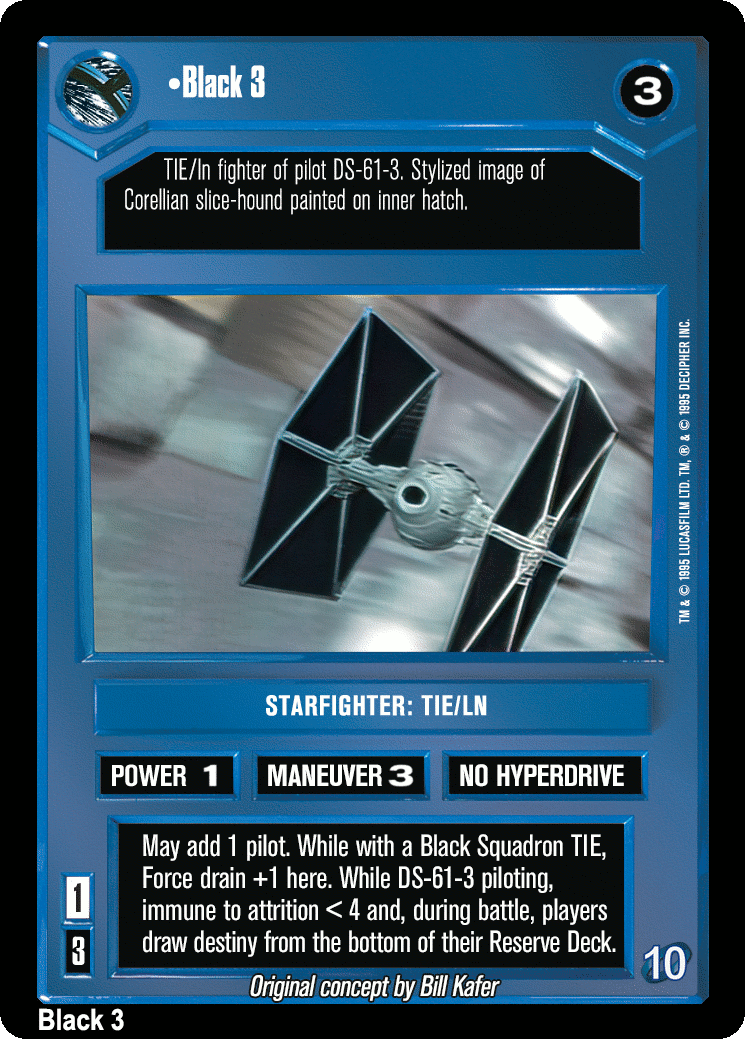 •Black 3
3
TIE/ln fighter of pilot DS-61-3. Stylized image of
Corellian slice-hound painted on inner hatch.
TM & © 1995 LUCASFILM LTD. TM, ® & © 1995 DECIPHER INC.
STARFIGHTER: TIE/LN
POWER 1
MANEUVER 3
NO HYPERDRIVE
May add 1 pilot. While with a Black Squadron TIE,
Force drain +1 here. While DS-61-3 piloting,
immune to attrition < 4 and, during battle, players
draw destiny from the bottom of their Reserve Deck.
1
3
10
Original concept by Bill Kafer
Black 3